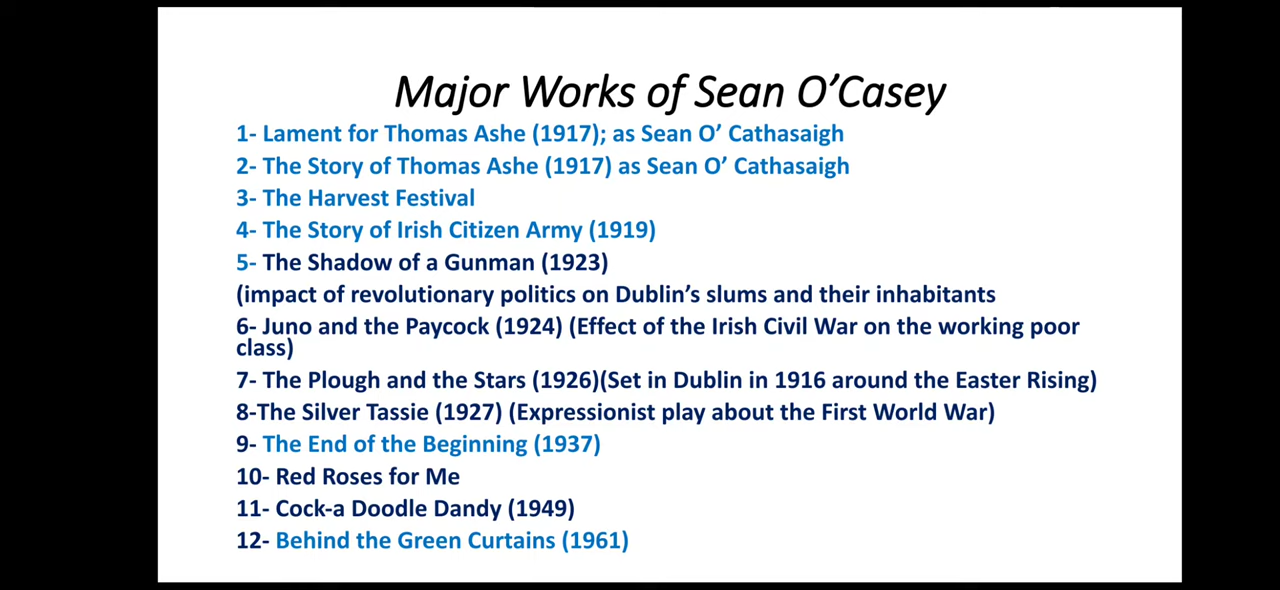 Major Works of Sean O’Casey
1- Lament for Thomas Ashe (1917); as Sean O’ Cathasaigh
2- The Story of Thomas Ashe (1917) as Sean O’ Cathasaigh
3- The Harvest Festival
4- The Story of Irish Citizen Army (1919)
5- The Shadow of a Gunman (1923)
(impact of revolutionary politics on Dublin’s slums and their inhabitants
6- Juno and the Paycock (1924) (Effect of the Irish Civil War on the working poor
class)
7- The Plough and the Stars (1926)(Set in Dublin in 1916 around the Easter Rising)
8-The Silver Tassie (1927) (Expressionist play about the First World War)
9- The End of the Beginning (1937)
10- Red Roses for Me
11- Cock-a Doodle Dandy (1949)
12- Behind the Green Curtains (1961)